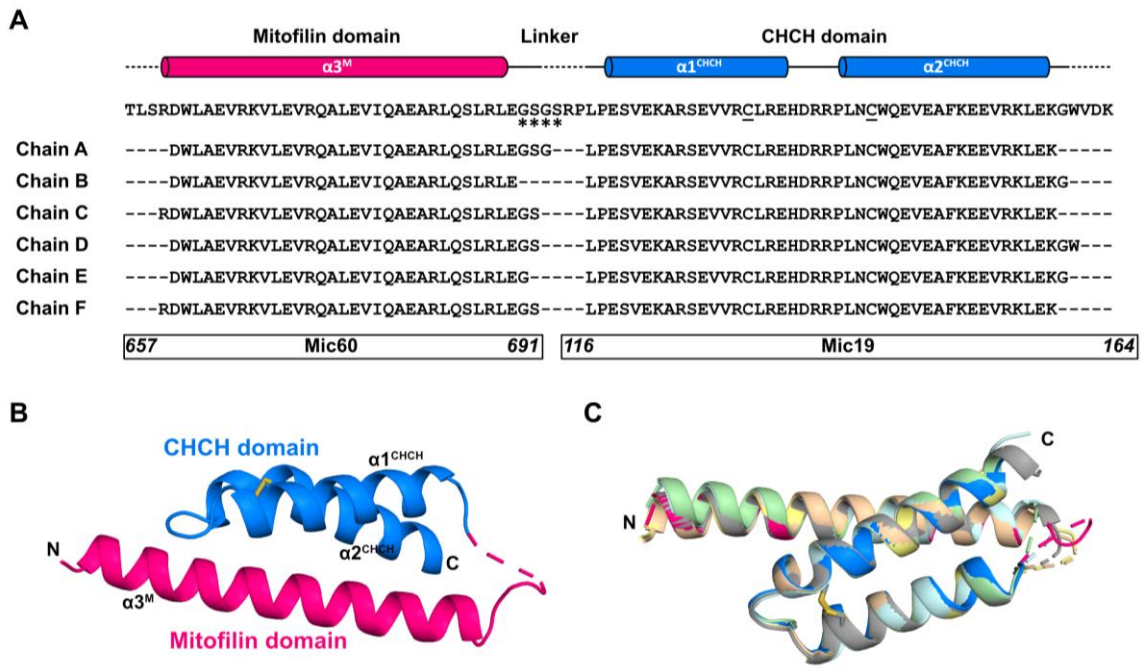 A
Mitofilin domain Linker CHCH domain
α3M α1CHCH α2CHCH
TLSRDWLAEVRKVLEVRQALEVIQAEARLQSLRLEGSGSRPLPESVEKARSEVVRCLREHDRRPLNCWQEVEAFKEEVRKLEKGWVDK
****
Chain A ----DWLAEVRKVLEVRQALEVIQAEARLQSLRLEGSG---LPESVEKARSEVVRCLREHDRRPLNCWQEVEAFKEEVRKLEK-----
Chain B ----DWLAEVRKVLEVRQALEVIQAEARLQSLRLE------LPESVEKARSEVVRCLREHDRRPLNCWQEVEAFKEEVRKLEKG----
Chain C ---RDWLAEVRKVLEVRQALEVIQAEARLQSLRLEGS----LPESVEKARSEVVRCLREHDRRPLNCWQEVEAFKEEVRKLEK-----
Chain D ----DWLAEVRKVLEVRQALEVIQAEARLQSLRLEGS----LPESVEKARSEVVRCLREHDRRPLNCWQEVEAFKEEVRKLEKGW---
Chain E ----DWLAEVRKVLEVRQALEVIQAEARLQSLRLEG-----LPESVEKARSEVVRCLREHDRRPLNCWQEVEAFKEEVRKLEKG----
Chain F ---RDWLAEVRKVLEVRQALEVIQAEARLQSLRLEGS----LPESVEKARSEVVRCLREHDRRPLNCWQEVEAFKEEVRKLEK-----
657 Mic60 691 116 Mic19 164
B
CHCH domain
α1CHCH
α2CHCH
C
N
α3M
Mitofilin domain
C
C
N